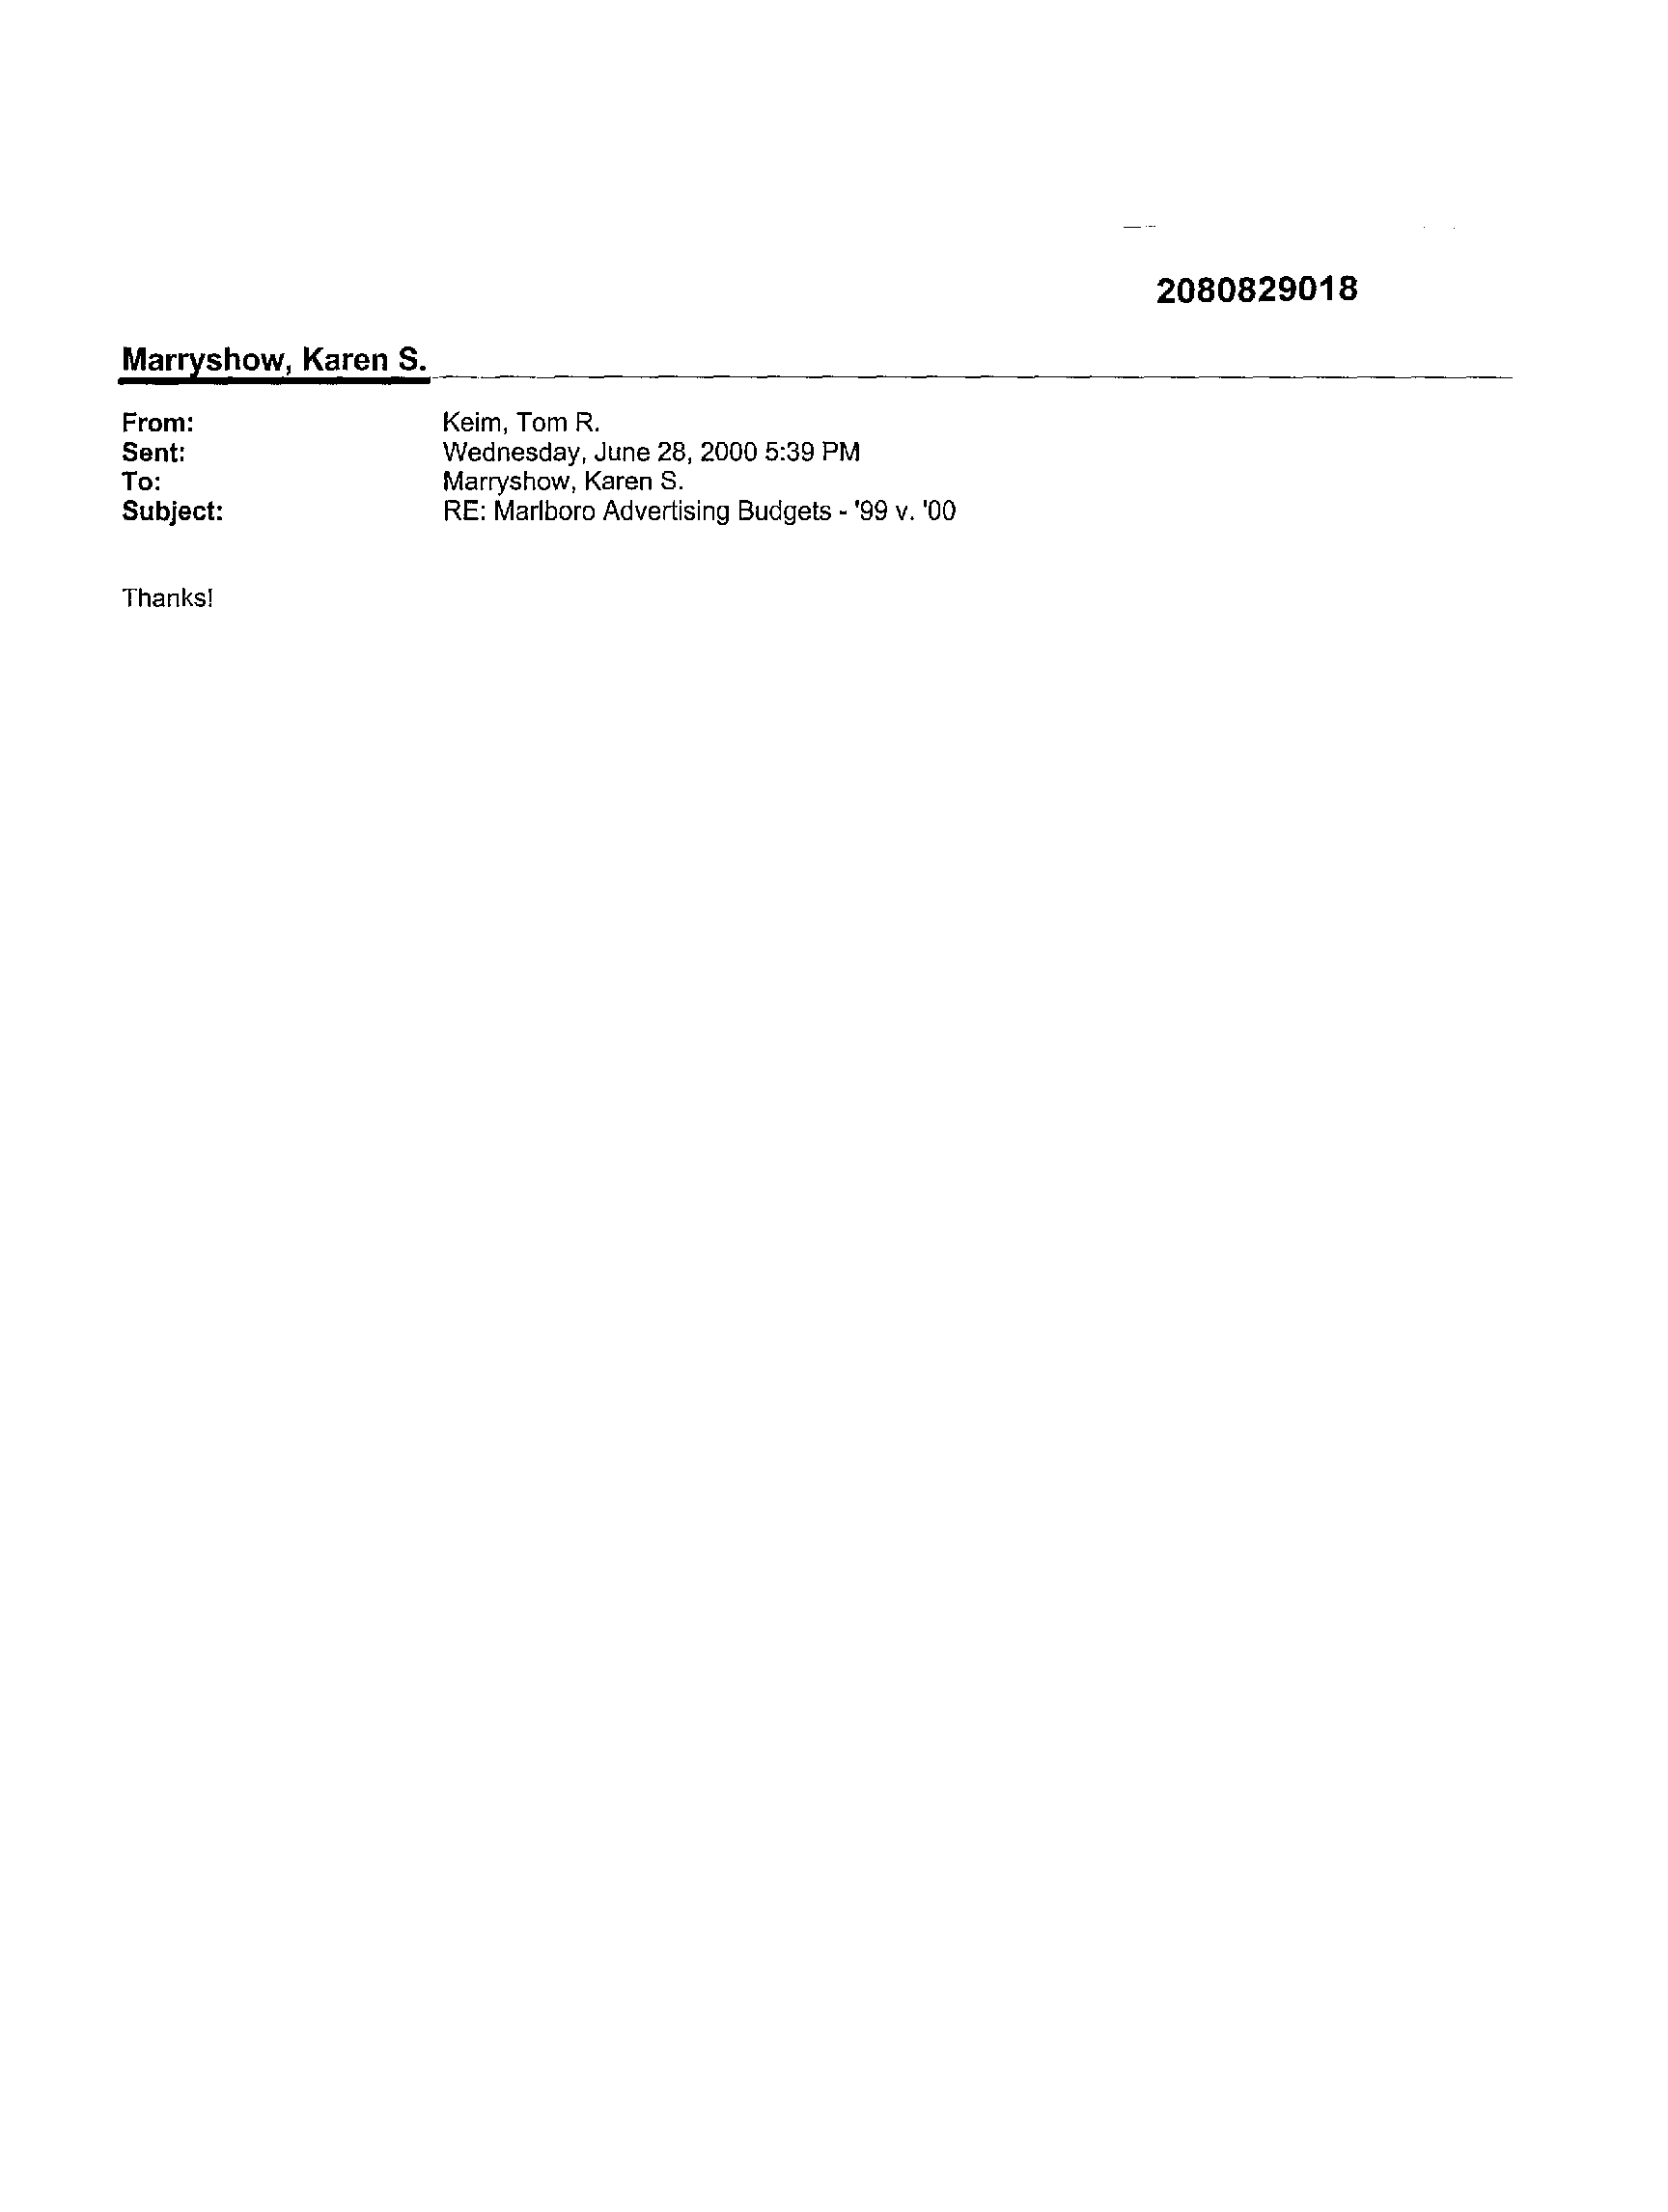 2080829018
Marryshow, Karen S.
From: Keim, Tom R.
Sent: Wednesday, June 28, 2000 5:39 PM
To: Marryshow, Karen S.
Subject: RE: Marlboro Advertising Budgets - '99 v. '00
Thanks!